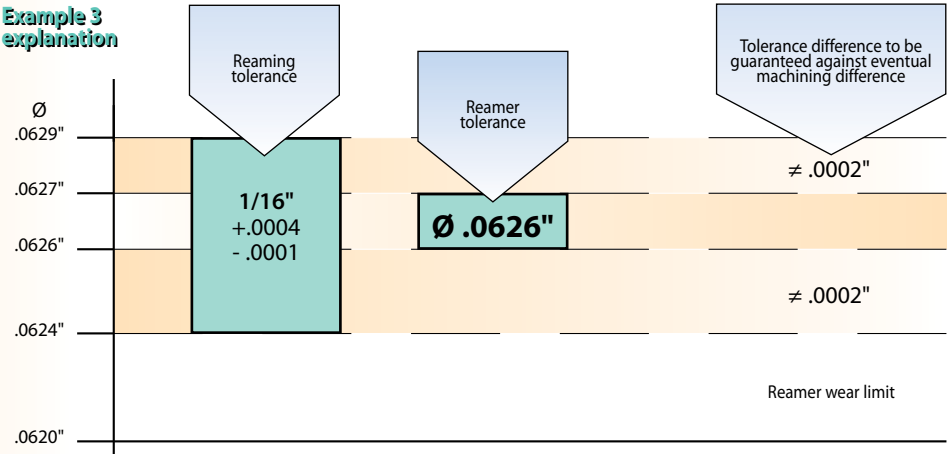 Example 3
explanation
Reaming
tolerance
Reamer
tolerance
Tolerance difference to be
guaranteed against eventual
machining difference
Ø
.0629"
≠ .0002"
.0627"
1/16"
+.0004
- .0001
Ø .0626"
.0626"
≠ .0002"
.0624"
Reamer wear limit
.0620"